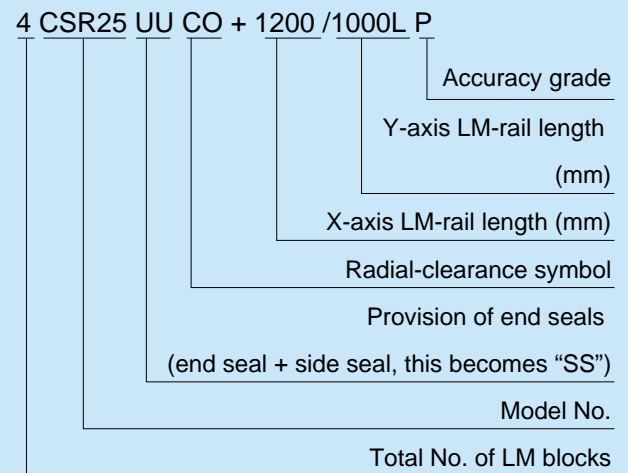 4 CSR25 UU CO + 1200 /1000L P
Accuracy grade
Y-axis LM-rail length
(mm)
X-axis LM-rail length (mm)
Radial-clearance symbol
Provision of end seals
(end seal + side seal, this becomes “SS”)
Model No.
Total No. of LM blocks